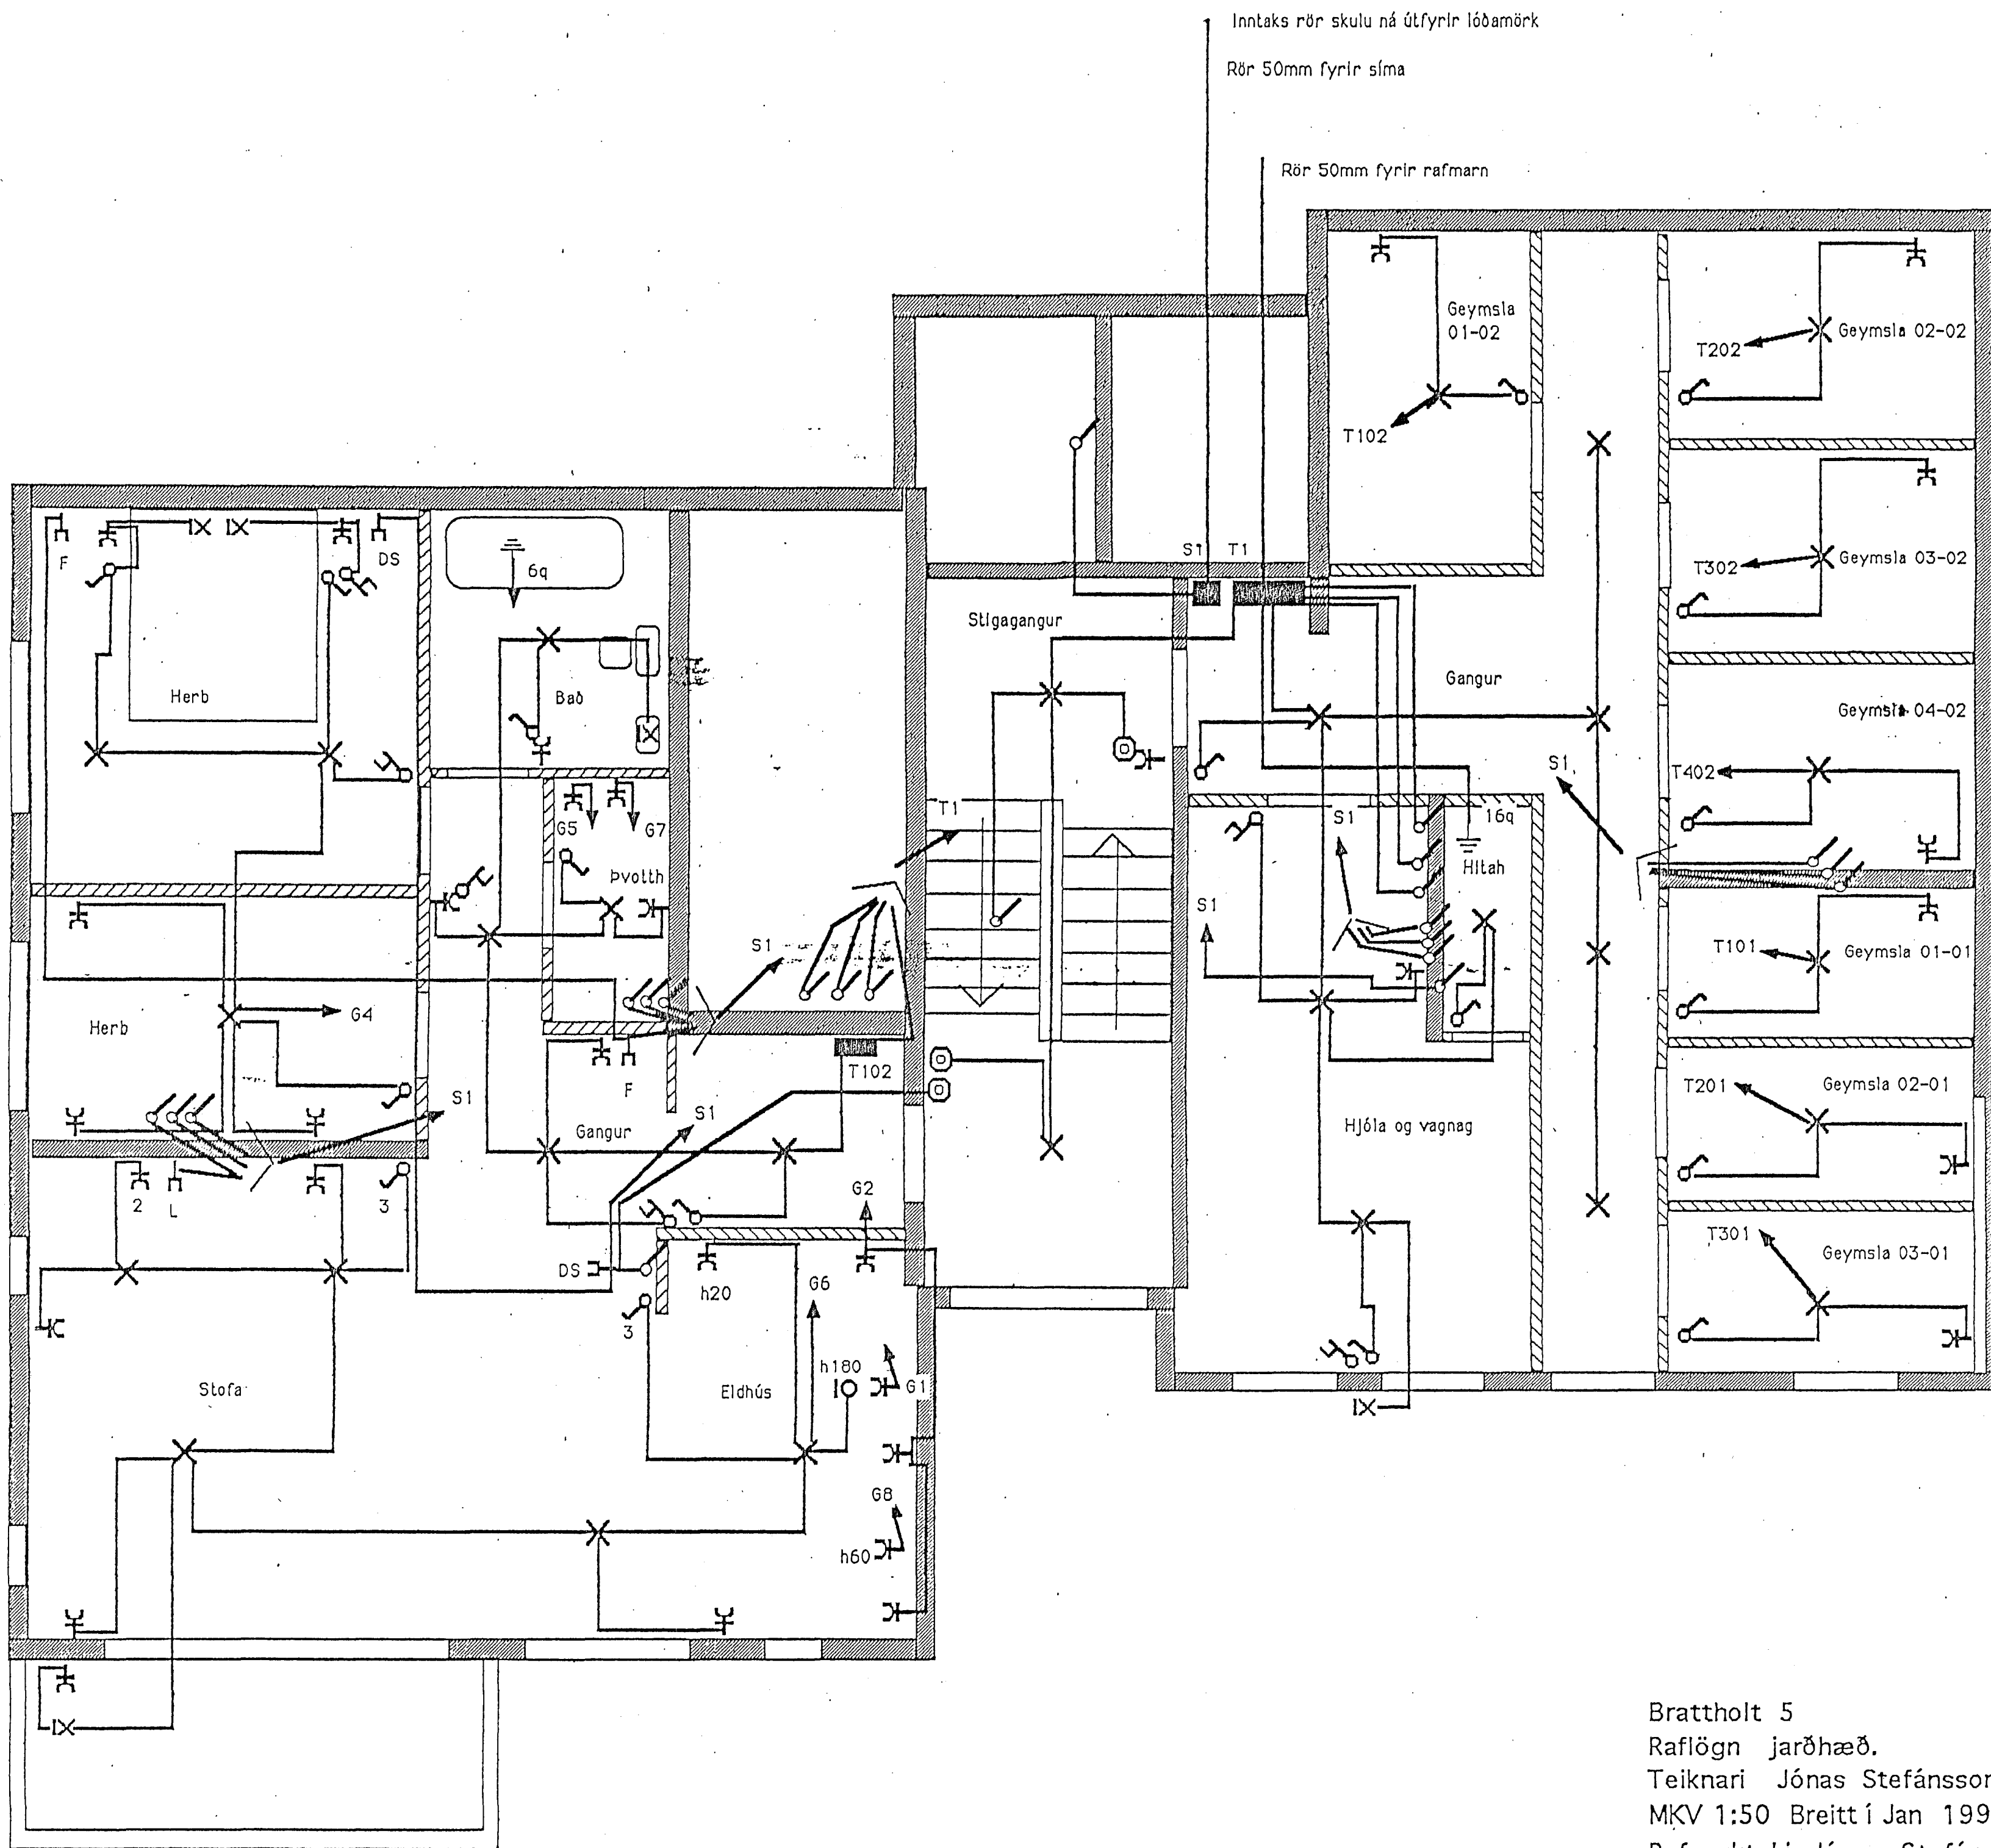 Inntaks rör skulu ná útfyrir lóðamörk
Rör 50mm fyrir síma
Rör 50mm fyrir rafmarn
Geymsla
01-02
T102
Geymsla 02-02
T202
Geymsla 03-02
T302
Geymsla 04-02
T402
S1
T1
Stigagangur
Gangur
S1
F
DS
6q
Herb
Bað
G5
G7
Þvotth
T1
S1
16q
Hitah
S1
S1
Geymsla 01-01
T101
Herb
G4
F
T102
S1
S1
Gangur
Hjóla og vagnag
Geymsla 02-01
T201
2
L
3
G2
DS
h20
G6
3
T301
Geymsla 03-01
Stofa
Eldhús
h180
G1
G8
h60
Brattholt 5
Raflögn jarðhæð.
Teiknari Jónas Stefánsson
MKV 1:50 Breitt í Jan 199